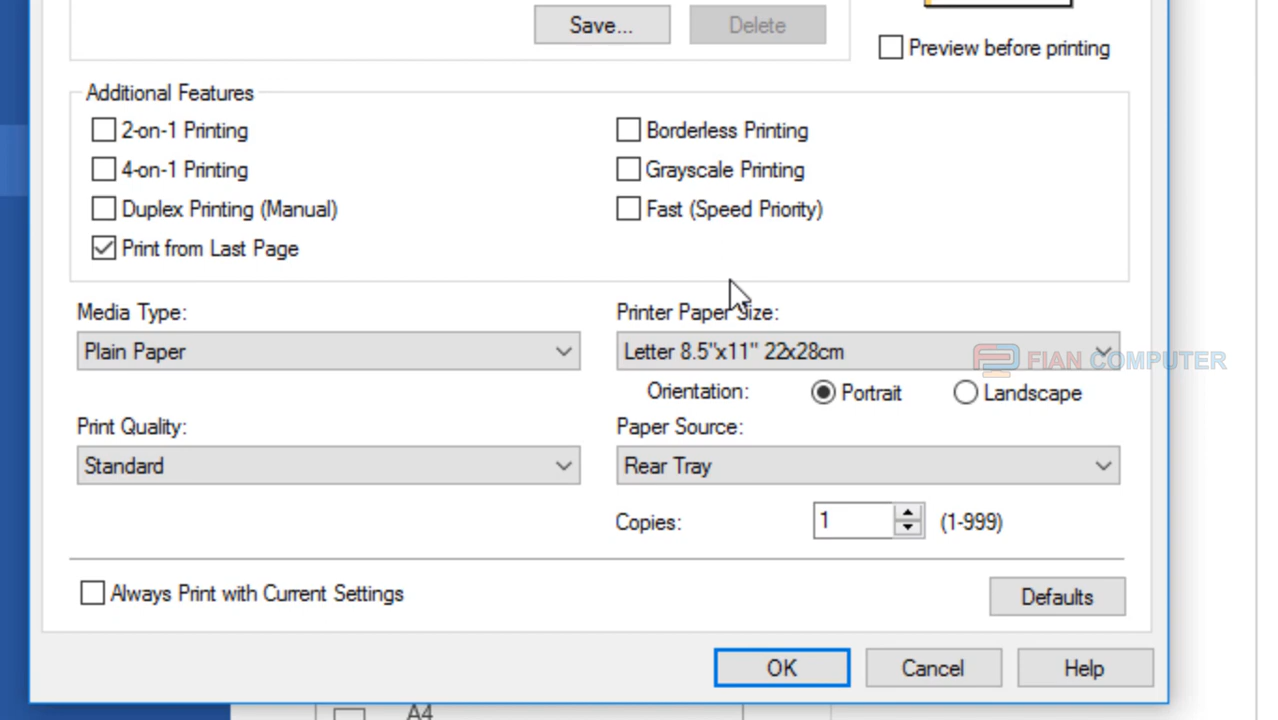 Save... Delete
Preview before printing
Additional Features
2-on-1 Printing Borderless Printing
4-on-1 Printing Grayscale Printing
Duplex Printing (Manual) Fast (Speed Priority)
Print from Last Page
Media Type: Printer Paper Size:
Plain Paper Letter 8.5"x11" 22x28cm
FIAN COMPUTER
Orientation: Portrait Landscape
Print Quality: Paper Source:
Standard Rear Tray
Copies: 1 (1-999)
Always Print with Current Settings Defaults
OK Cancel Help
A4